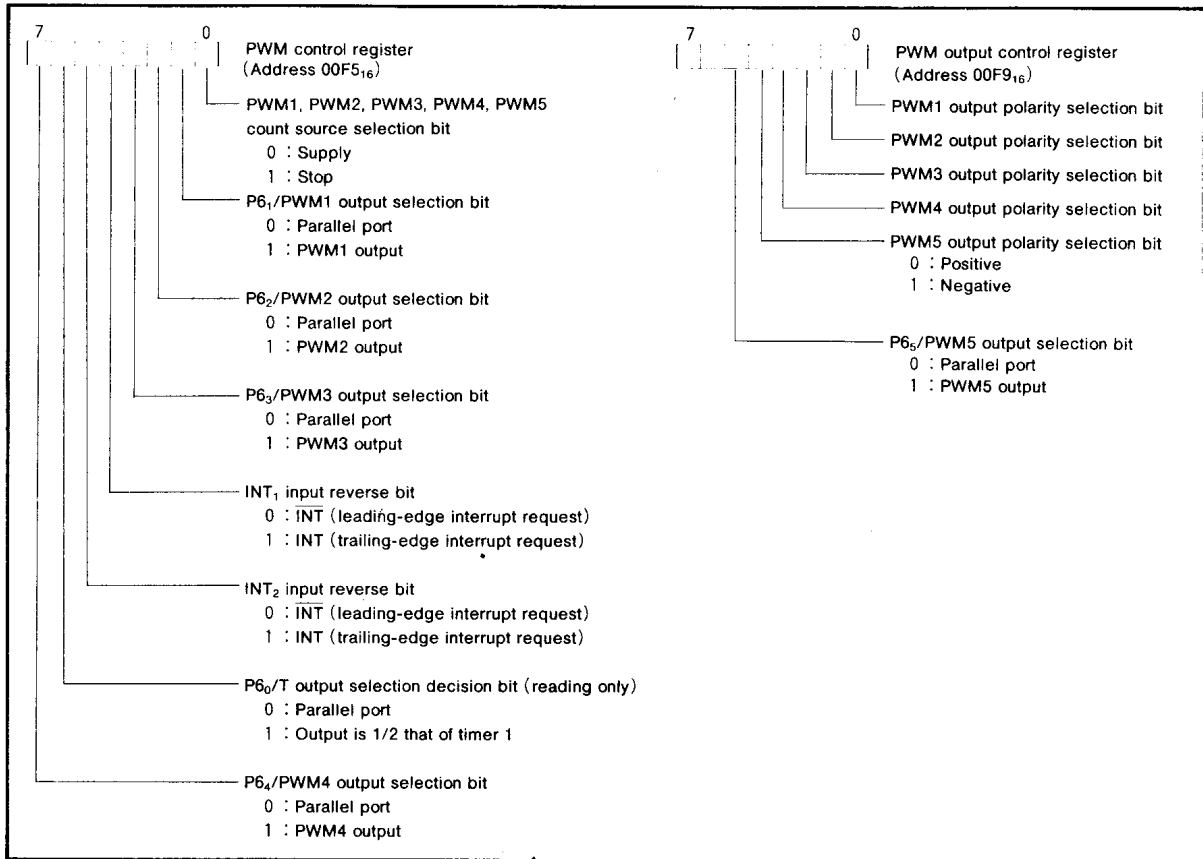 7 0
PWM control register
(Address 00F5₁₆)
PWM1, PWM2, PWM3, PWM4, PWM5
count source selection bit
0 : Supply
1 : Stop
P6₁/PWM1 output selection bit
0 : Parallel port
1 : PWM1 output
P6₂/PWM2 output selection bit
0 : Parallel port
1 : PWM2 output
P6₃/PWM3 output selection bit
0 : Parallel port
1 : PWM3 output
INT₁ input reverse bit
0 : I̅N̅T̅ (leading-edge interrupt request)
1 : INT (trailing-edge interrupt request)
INT₂ input reverse bit
0 : I̅N̅T̅ (leading-edge interrupt request)
1 : INT (trailing-edge interrupt request)
P6₀/T output selection decision bit (reading only)
0 : Parallel port
1 : Output is 1/2 that of timer 1
P6₄/PWM4 output selection bit
0 : Parallel port
1 : PWM4 output
7 0
PWM output control register
(Address 00F9₁₆)
PWM1 output polarity selection bit
PWM2 output polarity selection bit
PWM3 output polarity selection bit
PWM4 output polarity selection bit
PWM5 output polarity selection bit
0 : Positive
1 : Negative
P6₅/PWM5 output selection bit
0 : Parallel port
1 : PWM5 output